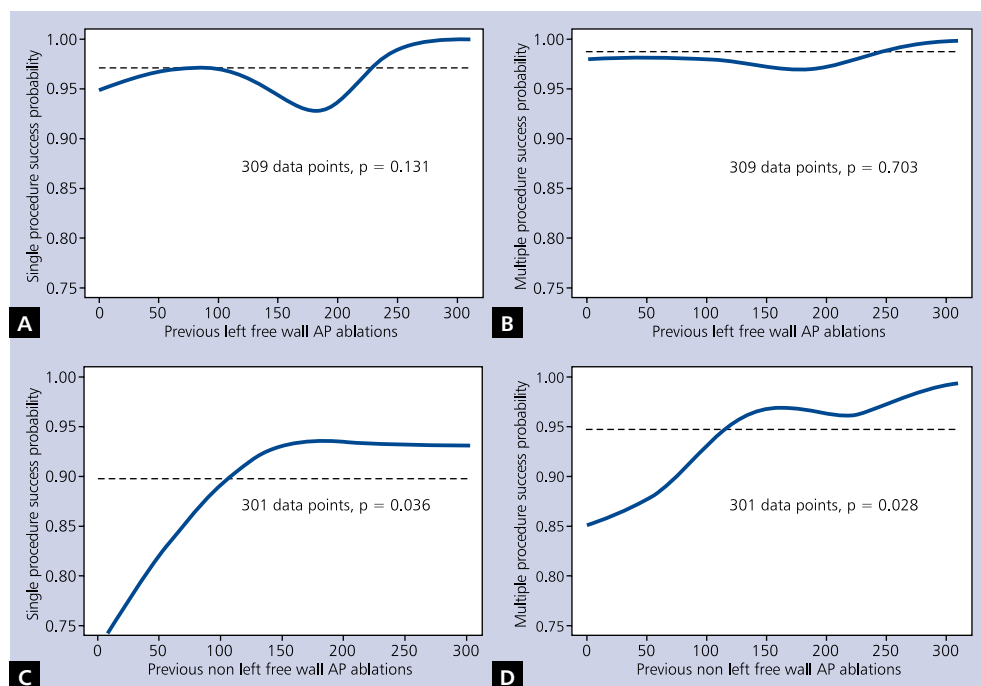 1.00
0.95
0.90
0.85
0.80
0.75
Single procedure success probability
309 data points, p = 0.131
0 50 100 150 200 250 300
Previous left free wall AP ablations
A
1.00
0.95
0.90
0.85
0.80
0.75
Multiple procedure success probability
309 data points, p = 0.703
0 50 100 150 200 250 300
Previous left free wall AP ablations
B
1.00
0.95
0.90
0.85
0.80
0.75
Single procedure success probability
301 data points, p = 0.036
0 50 100 150 200 250 300
Previous non left free wall AP ablations
C
1.00
0.95
0.90
0.85
0.80
0.75
Multiple procedure success probability
301 data points, p = 0.028
0 50 100 150 200 250 300
Previous non left free wall AP ablations
D